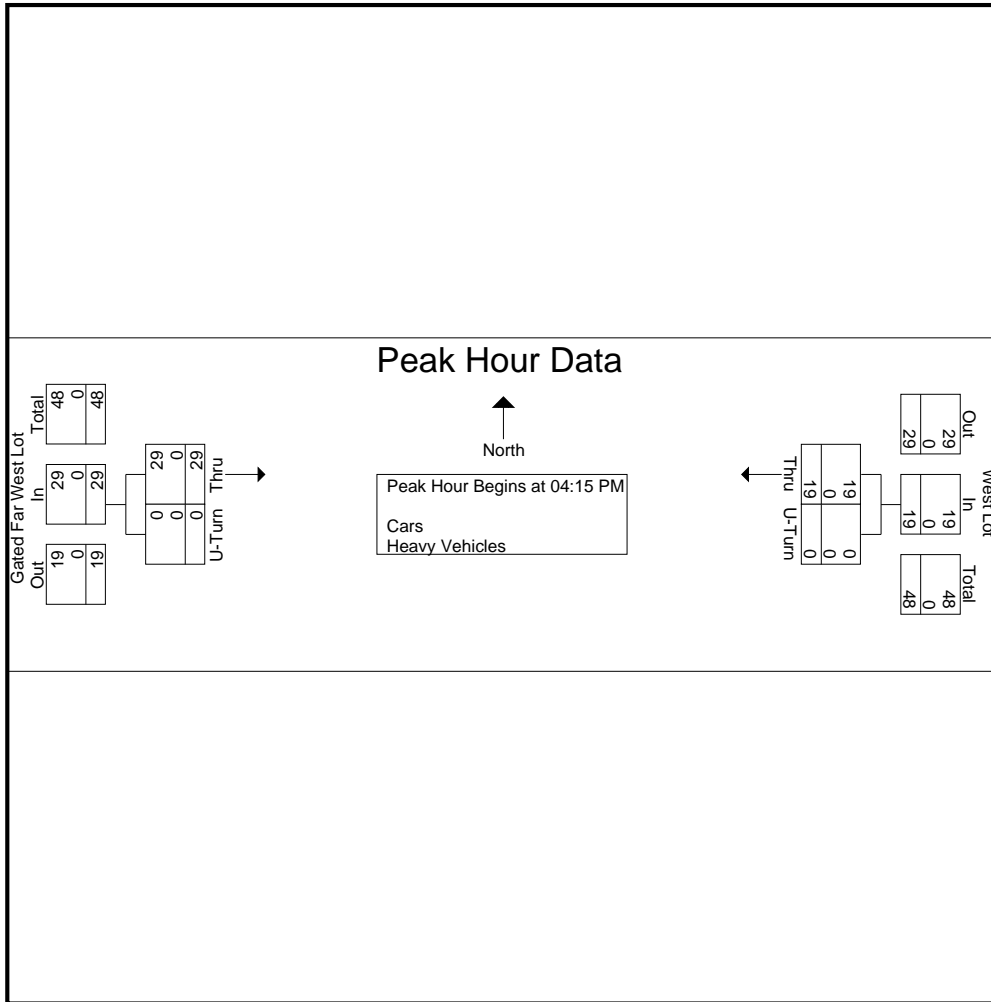 Peak Hour Data
North
Peak Hour Begins at 04:15 PM
Cars
Heavy Vehicles
Gated Far West Lot
Out In Total
19 29 48
0 0 0
19 29 48
U-Turn Thru
0 29
0 0
0 29
West Lot
Out In Total
29 19 48
0 0 0
29 19 48
Thru U-Turn
19 0
0 0
19 0